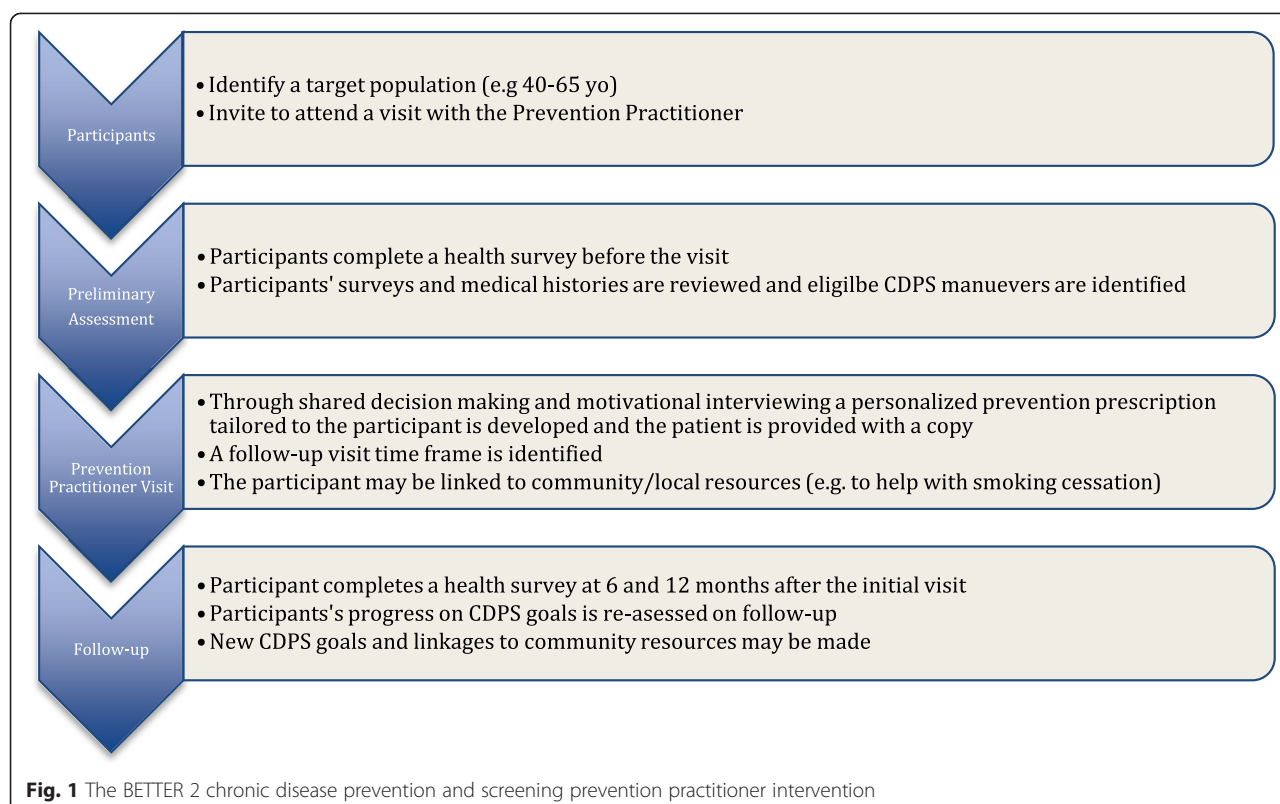 Participants
• Identify a target population (e.g 40-65 yo)
• Invite to attend a visit with the Prevention Practitioner
Preliminary
Assessment
• Participants complete a health survey before the visit
• Participants' surveys and medical histories are reviewed and eligilbe CDPS manuevers are identified
Prevention
Practitioner Visit
• Through shared decision making and motivational interviewing a personalized prevention prescription
tailored to the participant is developed and the patient is provided with a copy
• A follow-up visit time frame is identified
• The participant may be linked to community/local resources (e.g. to help with smoking cessation)
Follow-up
• Participant completes a health survey at 6 and 12 months after the initial visit
• Participants's progress on CDPS goals is re-asessed on follow-up
• New CDPS goals and linkages to community resources may be made
Fig. 1 The BETTER 2 chronic disease prevention and screening prevention practitioner intervention